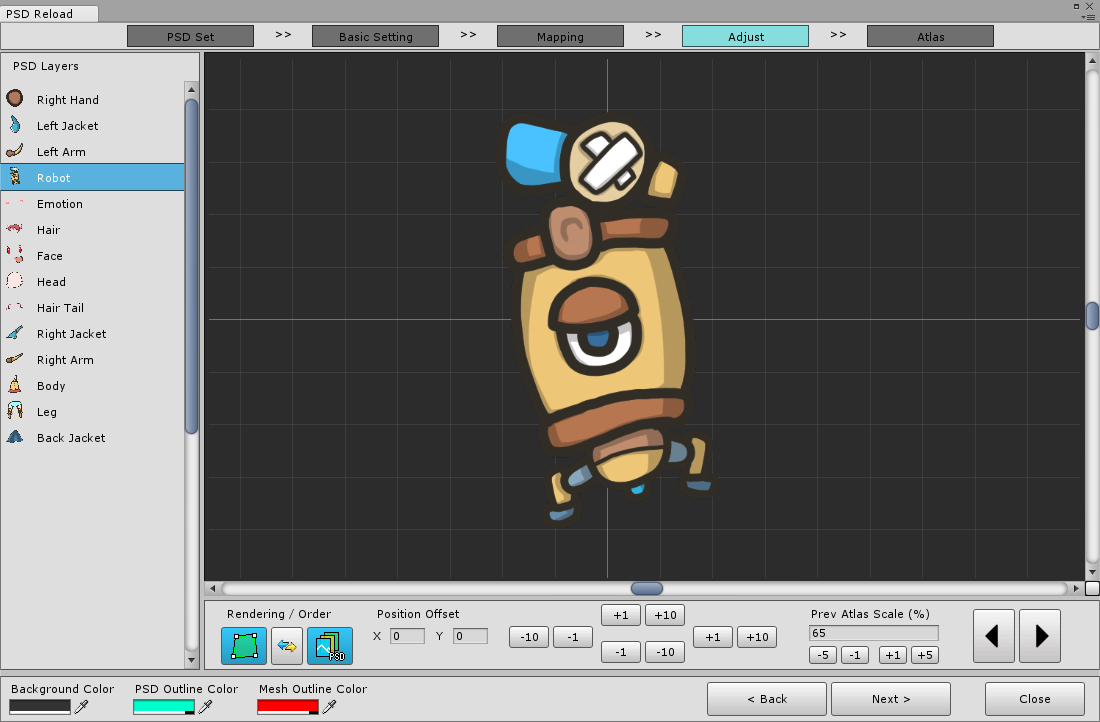 PSD Reload
PSD Set >> Basic Setting >> Mapping >> Adjust >> Atlas
PSD Layers
Right Hand
Left Jacket
Left Arm
Robot
Emotion
Hair
Face
Head
Hair Tail
Right Jacket
Right Arm
Body
Leg
Back Jacket
Rendering / Order
PSD
Position Offset
X 0 Y 0
-10 -1
+1 +10
-1 -10
+1 +10
Prev Atlas Scale (%)
65
-5 -1 +1 +5
Background Color PSD Outline Color Mesh Outline Color
< Back Next > Close